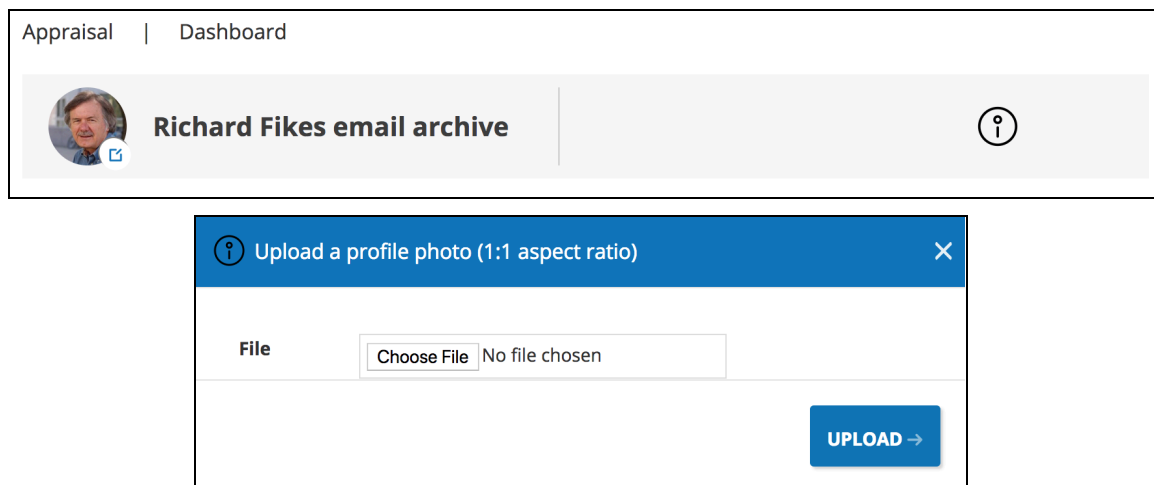 Appraisal | Dashboard
Richard Fikes email archive
Upload a profile photo (1:1 aspect ratio)
File Choose File No file chosen
UPLOAD →